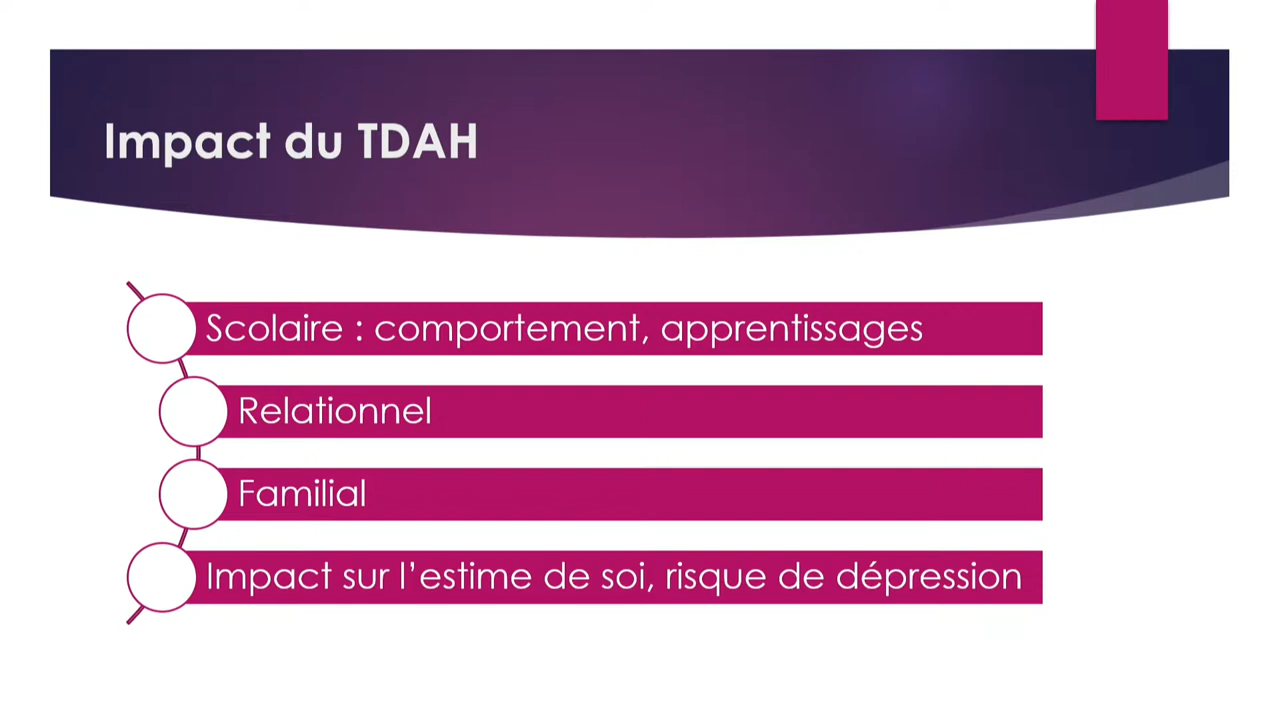 Impact du TDAH
Scolaire : comportement, apprentissages
Relationnel
Familial
Impact sur l’estime de soi, risque de dépression